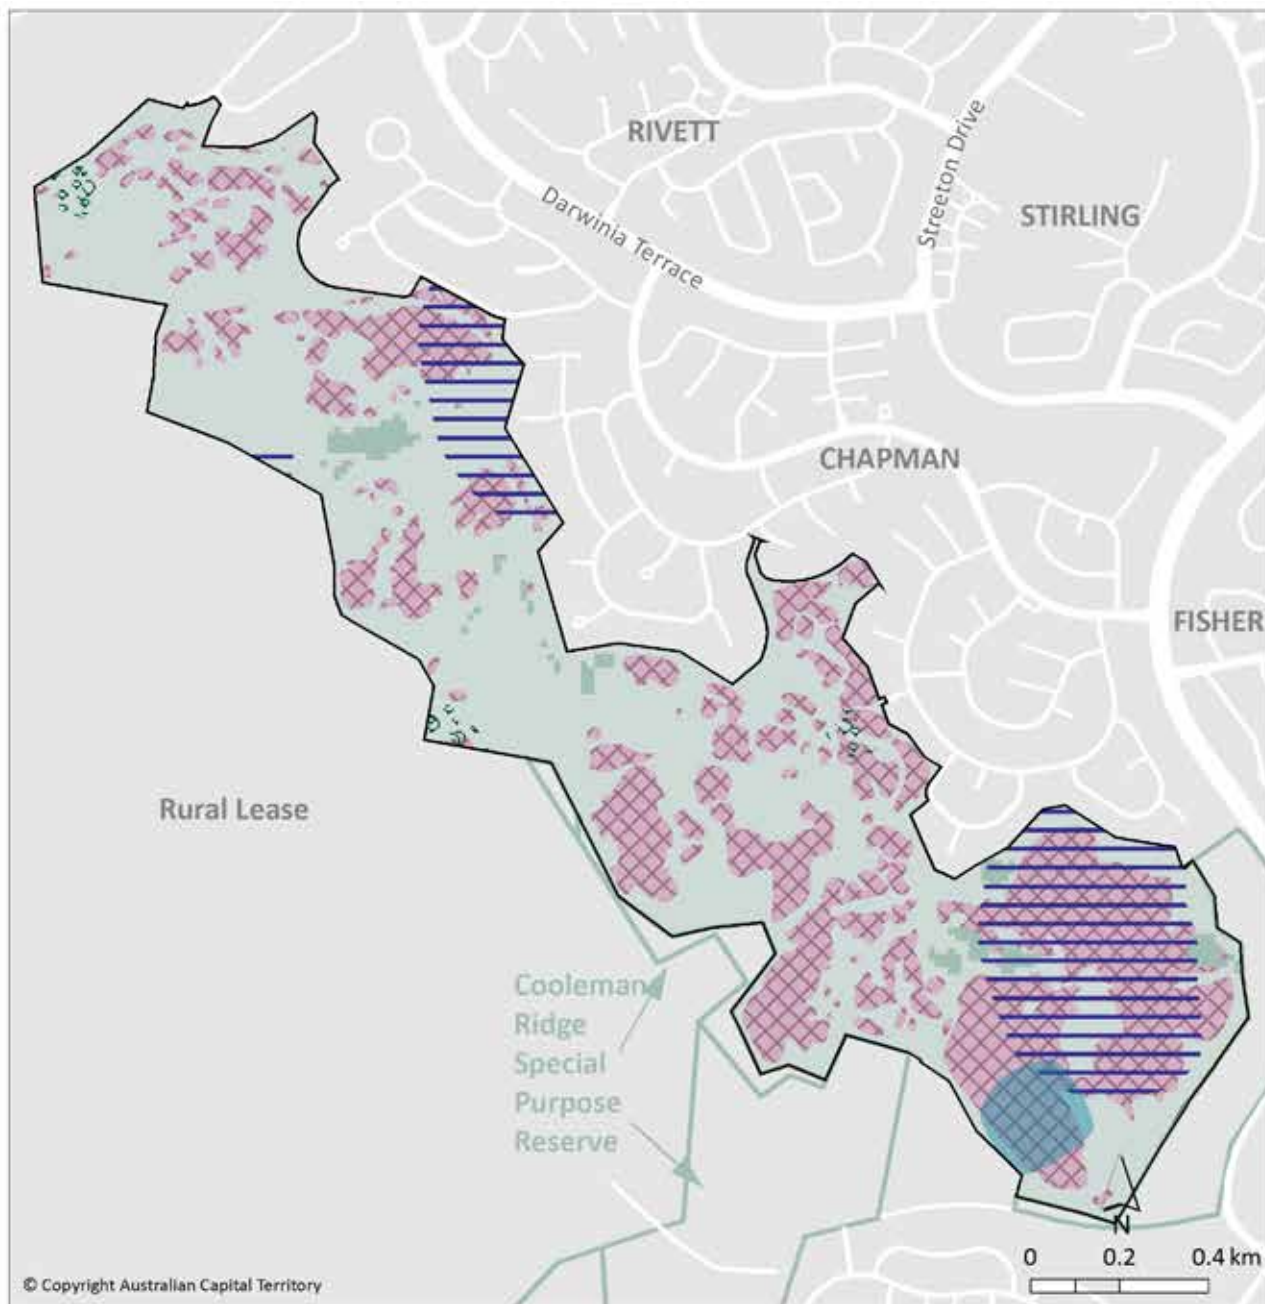 RIVETT
Streeton Drive
STIRLING
Darwinia Terrace
CHAPMAN
FISHER
Rural Lease
Cooleman
Ridge
Special
Purpose
Reserve
N
0 0.2 0.4 km
© Copyright Australian Capital Territory